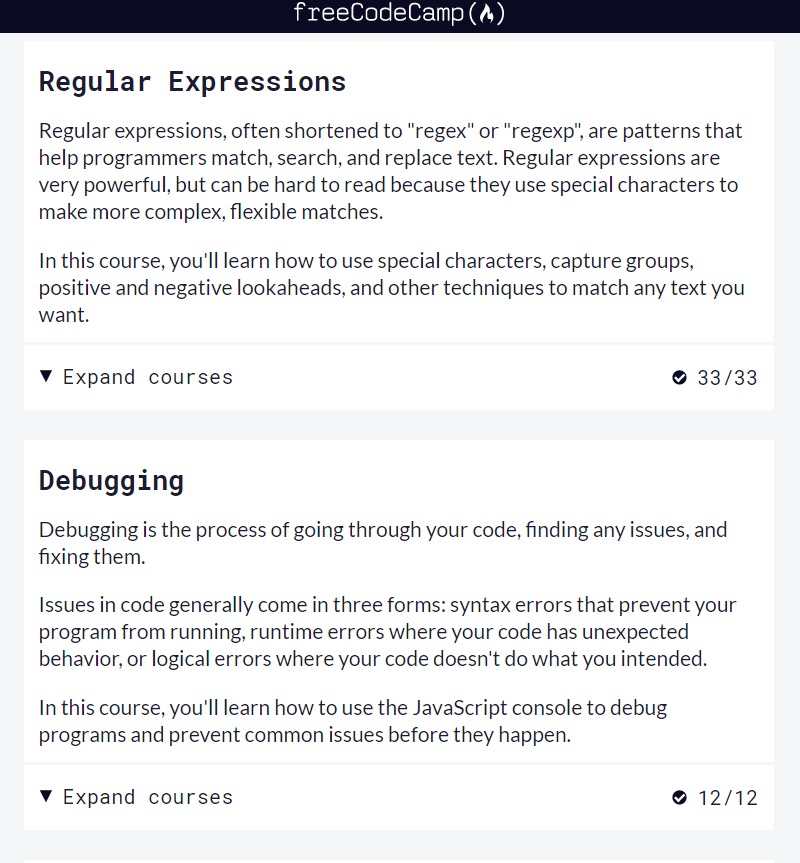 freeCodeCamp(🔥)
Regular Expressions
Regular expressions, often shortened to "regex" or "regexp", are patterns that
help programmers match, search, and replace text. Regular expressions are
very powerful, but can be hard to read because they use special characters to
make more complex, flexible matches.
In this course, you'll learn how to use special characters, capture groups,
positive and negative lookaheads, and other techniques to match any text you
want.
▼ Expand courses 33/33
Debugging
Debugging is the process of going through your code, finding any issues, and
fixing them.
Issues in code generally come in three forms: syntax errors that prevent your
program from running, runtime errors where your code has unexpected
behavior, or logical errors where your code doesn't do what you intended.
In this course, you'll learn how to use the JavaScript console to debug
programs and prevent common issues before they happen.
▼ Expand courses 12/12